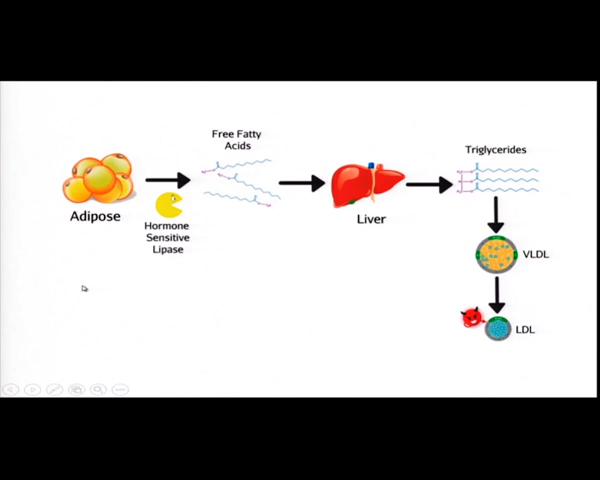 Adipose
Hormone
Sensitive
Lipase
Free Fatty
Acids
Liver
Triglycerides
VLDL
LDL